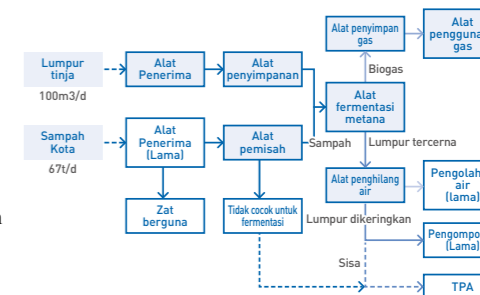 Alat penyimpan
gas
Alat
pengguna
gas
Biogas
Lumpur
tinja
Alat
Penerima
Alat
penyimpanan
100m3/d
Alat
fermentasi
metana
Sampah
Kota
Alat
Penerima
(Lama)
Alat
pemisah
Sampah
Lumpur tercerna
67t/d
Alat penghilang
air
Pengolah
air
(lama)
Zat
berguna
Tidak cocok untuk
fermentasi
Lumpur dikeringkan
Pengompo
(Lama)
Sisa
TPA